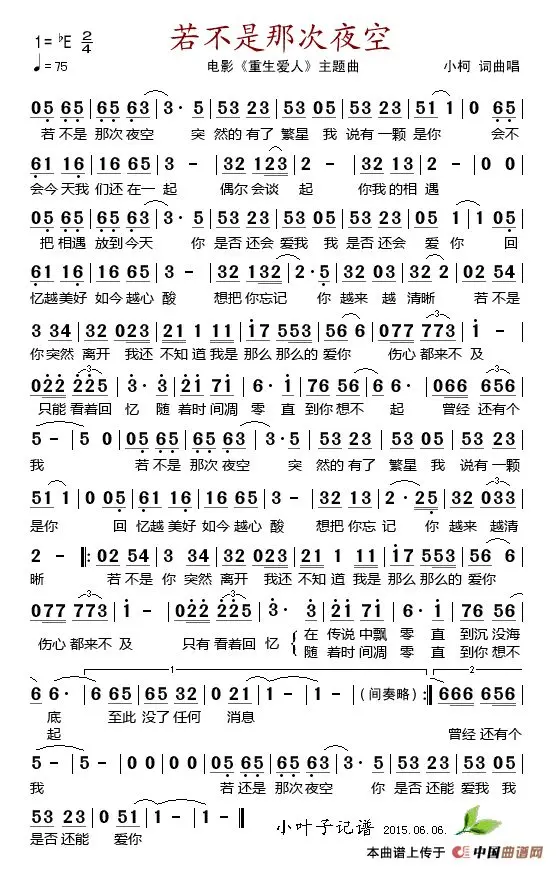 若不是那次夜空
1=♭E 2/4
♩=75
电影《重生爱人》主题曲
小柯 词曲唱
05 65 | 65 63 | 3· 5 | 53 23 | 53 05 | 53 23 | 51 1 | 0 05 |
若不是 那次夜空 突 然的有了 繁星 我 说有一颗 是你 会不
61 16 | 16 65 | 3 - | 32 123 | 2 - | 32 13 | 2 - | 0 0 |
会今天我 们还在一 起 偶尔会谈 起 你我的相 遇
05 65 | 65 63 | 3· 5 | 53 23 | 53 05 | 53 23 | 05 1 | 1 05 |
把相遇 放到今天 你 是否还会 爱我 我 是否还会 爱 你 回
61 16 | 16 65 | 3 - | 32 132 | 2·5 | 32 03 | 32 2 | 02 54 |
忆越美好 如今越心 酸 想把你忘记 你 越来 越 清晰 若不是
3 34 | 32 023 | 21 1 11 | 17 553 | 56 6 | 077 773 | 1 - |
你突然 离开 我还 不知道 我是 那么 那么的 爱你 伤心 都来不 及
022 225 | 3· 3 | 21 71 | 6· 1 | 76 56 | 6 6· | 066 656 |
只能 看着回 忆 随 着时间凋 零 直 到你想不 起 曾经 还有个
5 - | 5 0 | 05 65 | 65 63 | 3· 5 | 53 23 | 53 05 | 53 23 |
我 若不是 那次夜空 突 然的有了 繁星 我 说有一颗
51 1 | 0 05 | 61 16 | 16 65 | 3 - | 32 13 | 2· 25 | 32 033 |
是你 回 忆越美好 如今越心 酸 想把你忘 记 你 越来 越清
2 - |: 02 54 | 3 34 | 32 023 | 21 1 11 | 17 553 | 56 6 |
晰 若不是 你 突然 离开 我还 不知道 我是 那么 那么的 爱你
077 773 | 1 - | 022 225 | 3· 3 | 21 71 | 6· 1 | 76 56 |
伤心 都来不 及 只有 看着回 忆 在 传说中飘 零 直 到沉没海
随 着时间凋 零 直 到你想不
1 2
6 6· | 6 65 | 65 32 | 0 21 | 1 - | 1 - | (间奏略) :| 666 656 |
底 至此 没了任何 消息
起 曾经 还有个
5 - | 5 - | 0 0 | 0 0 | 05 65 | 65 63 | 3· 5 | 53 23 | 53 05 |
我 若还是 那次夜空 你 是否还能 爱我 我
53 23 | 0 51 | 1 - | 1 - ‖
是否还能 爱你
小叶子记谱 2015.06.06.
本曲谱上传于 中国曲谱网